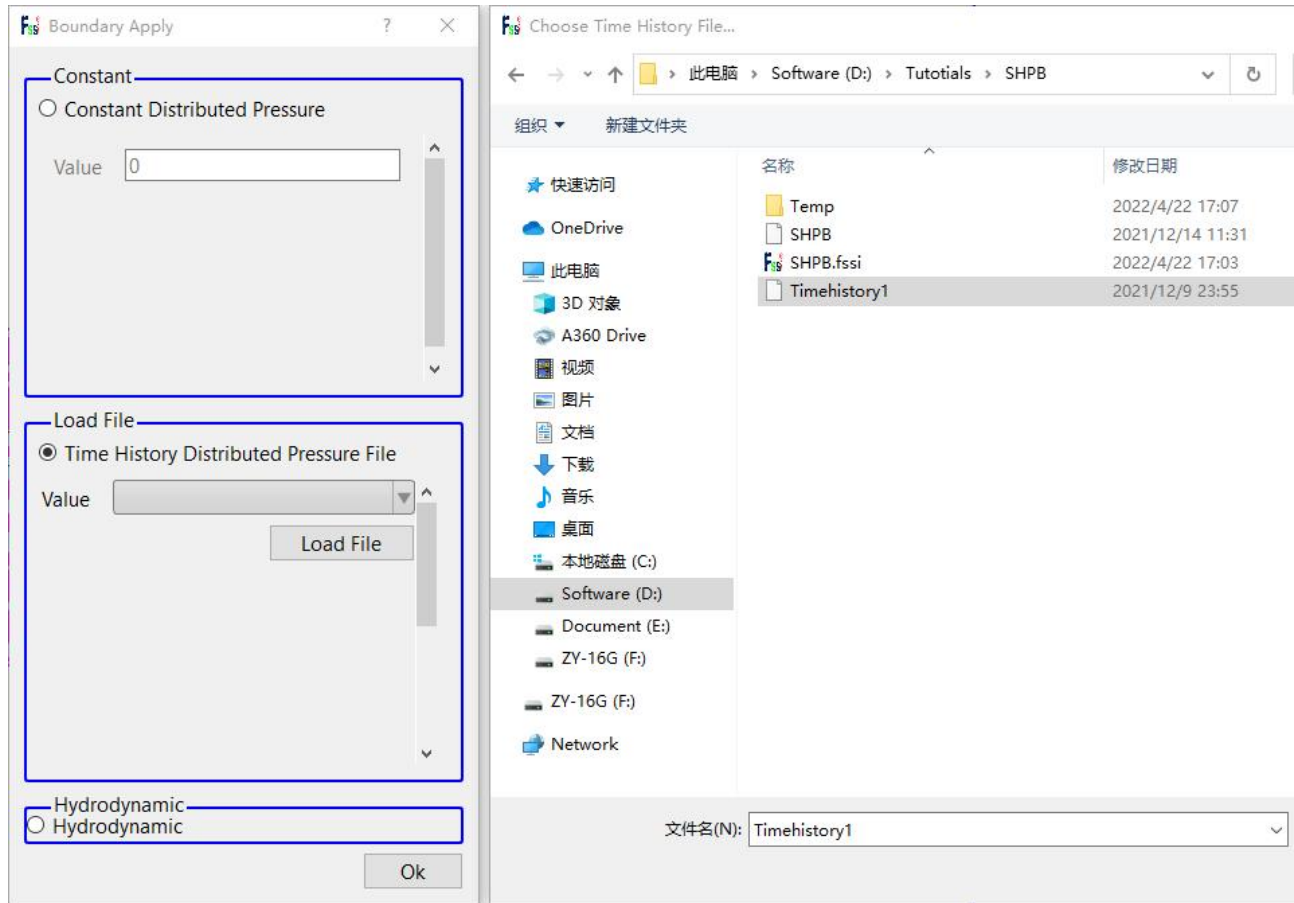 Boundary Apply
?
Constant
Constant Distributed Pressure
Value 0
Load File
Time History Distributed Pressure File
Value
Load File
Hydrodynamic
Hydrodynamic
Ok
Choose Time History File...
此电脑 › Software (D:) › Tutotials › SHPB
组织 新建文件夹
快速访问
OneDrive
此电脑
3D 对象
A360 Drive
视频
图片
文档
下载
音乐
桌面
本地磁盘 (C:)
Software (D:)
Document (E:)
ZY-16G (F:)
ZY-16G (F:)
Network
名称 修改日期
Temp 2022/4/22 17:07
SHPB 2021/12/14 11:31
SHPB.fssi 2022/4/22 17:03
Timehistory1 2021/12/9 23:55
文件名(N): Timehistory1